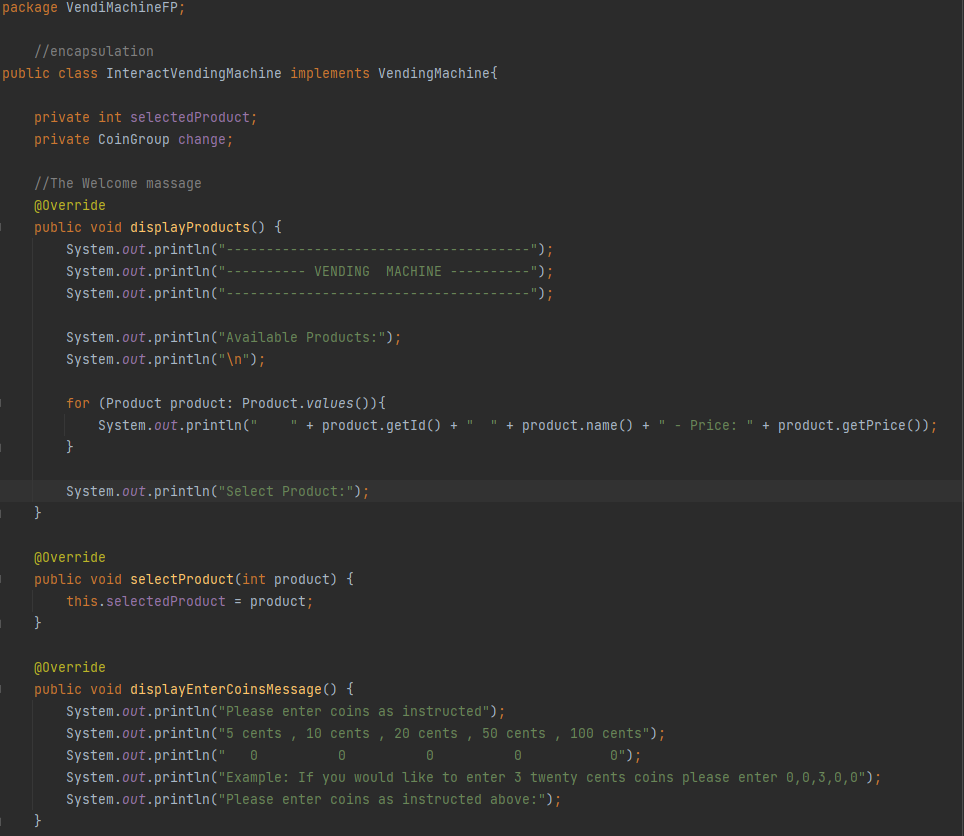 package VendiMachineFP;
//encapsulation
public class InteractVendingMachine implements VendingMachine{
private int selectedProduct;
private CoinGroup change;
//The Welcome massage
@Override
public void displayProducts() {
System.out.println("--------------------------------------");
System.out.println("---------- VENDING  MACHINE ----------");
System.out.println("--------------------------------------");
System.out.println("Available Products:");
System.out.println("\n");
for (Product product: Product.values()){
System.out.println("    " + product.getId() + "  " + product.name() + " - Price: " + product.getPrice());
}
System.out.println("Select Product:");
}
@Override
public void selectProduct(int product) {
this.selectedProduct = product;
}
@Override
public void displayEnterCoinsMessage() {
System.out.println("Please enter coins as instructed");
System.out.println("5 cents , 10 cents , 20 cents , 50 cents , 100 cents");
System.out.println("   0          0          0          0           0");
System.out.println("Example: If you would like to enter 3 twenty cents coins please enter 0,0,3,0,0");
System.out.println("Please enter coins as instructed above:");
}